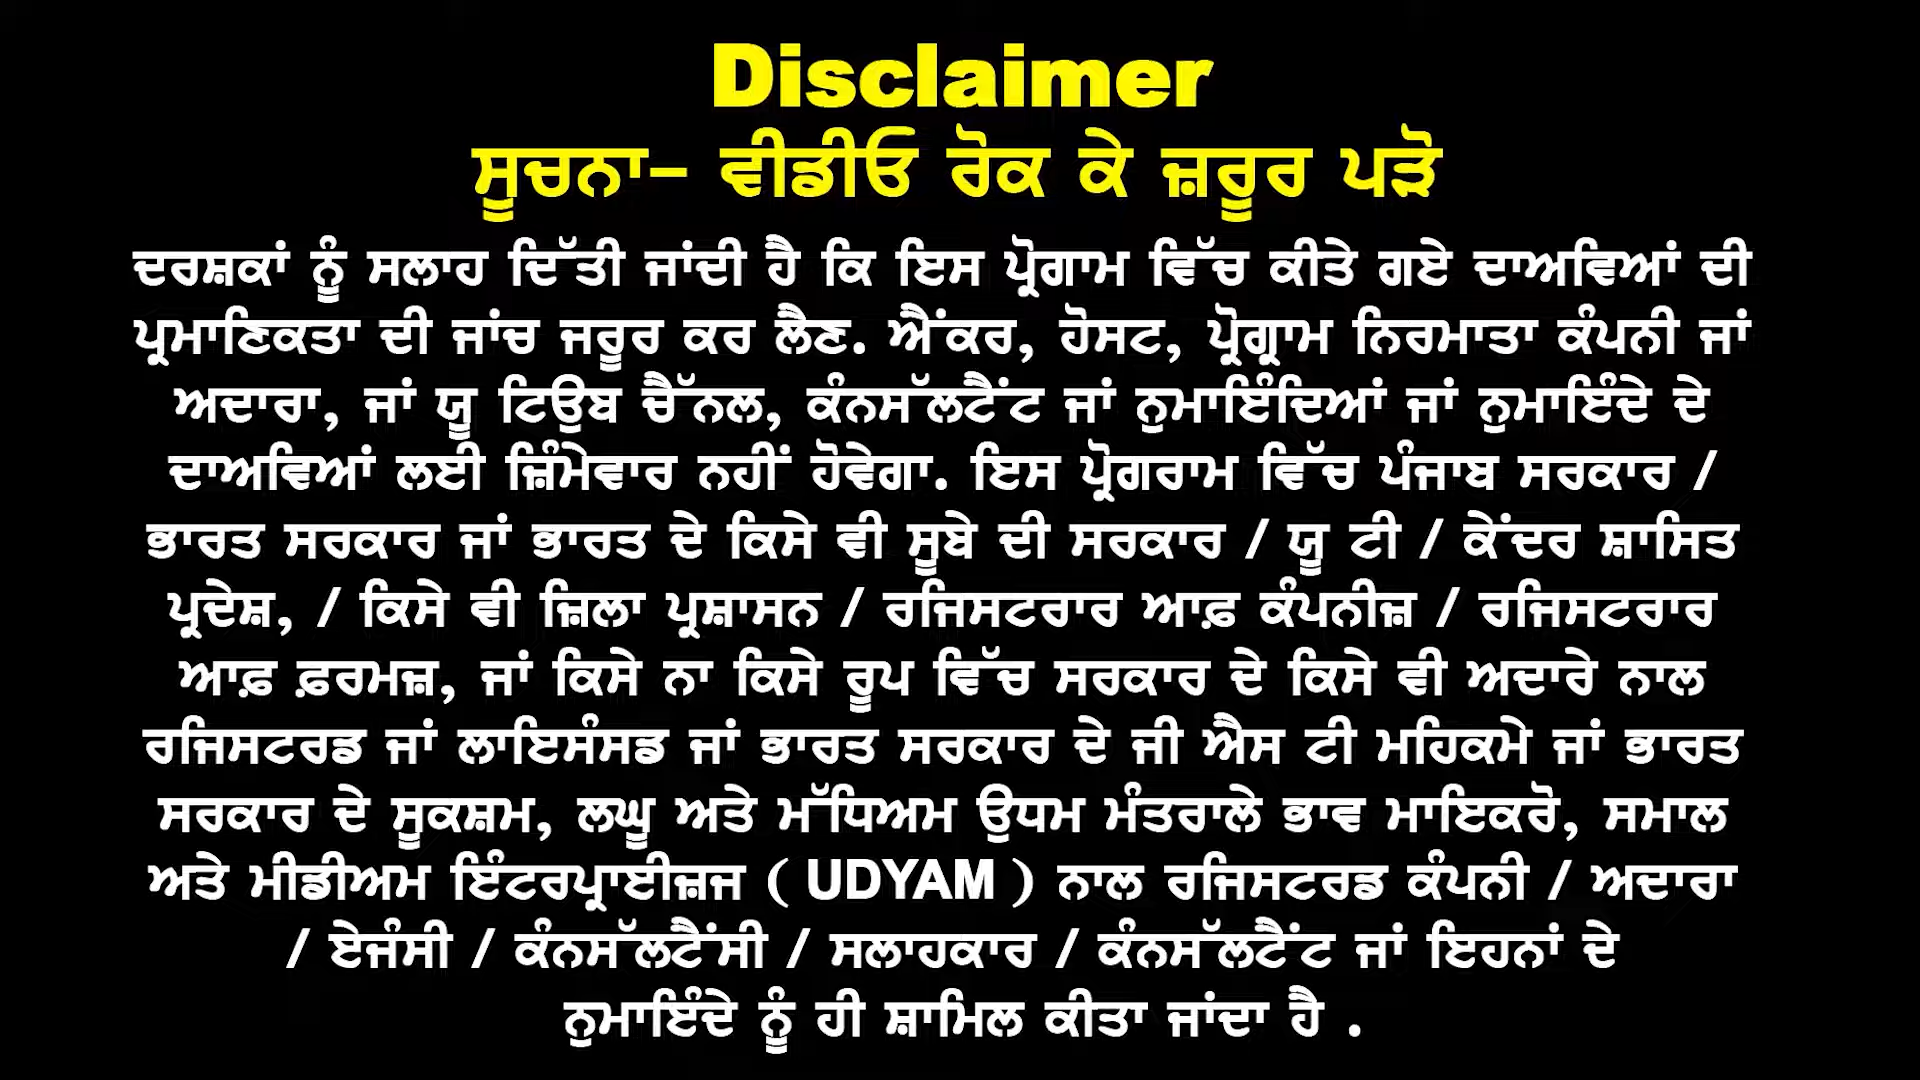 Disclaimer
ਸੂਚਨਾ- ਵੀਡੀਓ ਰੋਕ ਕੇ ਜ਼ਰੂਰ ਪੜੋ
ਦਰਸ਼ਕਾਂ ਨੂੰ ਸਲਾਹ ਦਿੱਤੀ ਜਾਂਦੀ ਹੈ ਕਿ ਇਸ ਪ੍ਰੋਗਾਮ ਵਿੱਚ ਕੀਤੇ ਗਏ ਦਾਅਵਿਆਂ ਦੀ
ਪ੍ਰਮਾਣਿਕਤਾ ਦੀ ਜਾਂਚ ਜਰੂਰ ਕਰ ਲੈਣ. ਐਂਕਰ, ਹੋਸਟ, ਪ੍ਰੋਗ੍ਰਾਮ ਨਿਰਮਾਤਾ ਕੰਪਨੀ ਜਾਂ
ਅਦਾਰਾ, ਜਾਂ ਯੂ ਟਿਊਬ ਚੈੱਨਲ, ਕੰਨਸੱਲਟੈਂਟ ਜਾਂ ਨੁਮਾਇੰਦਿਆਂ ਜਾਂ ਨੁਮਾਇੰਦੇ ਦੇ
ਦਾਅਵਿਆਂ ਲਈ ਜ਼ਿੰਮੇਵਾਰ ਨਹੀਂ ਹੋਵੇਗਾ. ਇਸ ਪ੍ਰੋਗਰਾਮ ਵਿੱਚ ਪੰਜਾਬ ਸਰਕਾਰ /
ਭਾਰਤ ਸਰਕਾਰ ਜਾਂ ਭਾਰਤ ਦੇ ਕਿਸੇ ਵੀ ਸੂਬੇ ਦੀ ਸਰਕਾਰ / ਯੂ ਟੀ / ਕੇਂਦਰ ਸ਼ਾਸਿਤ
ਪ੍ਰਦੇਸ਼, / ਕਿਸੇ ਵੀ ਜ਼ਿਲਾ ਪ੍ਰਸ਼ਾਸਨ / ਰਜਿਸਟਰਾਰ ਆਫ਼ ਕੰਪਨੀਜ਼ / ਰਜਿਸਟਰਾਰ
ਆਫ਼ ਫ਼ਰਮਜ਼, ਜਾਂ ਕਿਸੇ ਨਾ ਕਿਸੇ ਰੂਪ ਵਿੱਚ ਸਰਕਾਰ ਦੇ ਕਿਸੇ ਵੀ ਅਦਾਰੇ ਨਾਲ
ਰਜਿਸਟਰਡ ਜਾਂ ਲਾਇਸੰਸਡ ਜਾਂ ਭਾਰਤ ਸਰਕਾਰ ਦੇ ਜੀ ਐਸ ਟੀ ਮਹਿਕਮੇ ਜਾਂ ਭਾਰਤ
ਸਰਕਾਰ ਦੇ ਸੂਕਸ਼ਮ, ਲਘੂ ਅਤੇ ਮੱਧਿਅਮ ਉਧਮ ਮੰਤਰਾਲੇ ਭਾਵ ਮਾਇਕਰੋ, ਸਮਾਲ
ਅਤੇ ਮੀਡੀਅਮ ਇੰਟਰਪ੍ਰਾਈਜ਼ਜ ( UDYAM ) ਨਾਲ ਰਜਿਸਟਰਡ ਕੰਪਨੀ / ਅਦਾਰਾ
/ ਏਜੰਸੀ / ਕੰਨਸੱਲਟੈਂਸੀ / ਸਲਾਹਕਾਰ / ਕੰਨਸੱਲਟੈਂਟ ਜਾਂ ਇਹਨਾਂ ਦੇ
ਨੁਮਾਇੰਦੇ ਨੂੰ ਹੀ ਸ਼ਾਮਿਲ ਕੀਤਾ ਜਾਂਦਾ ਹੈ .